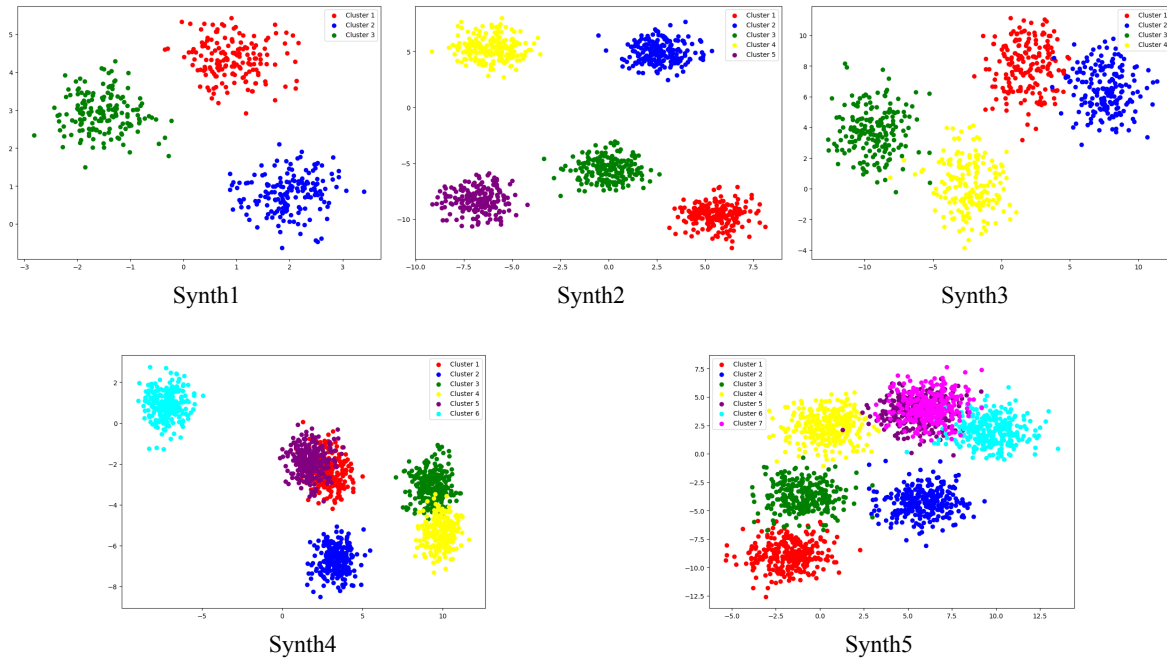 Cluster 1
Cluster 2
Cluster 3
5
4
3
2
1
0
−3
−2
−1
0
1
2
3
Synth1
Cluster 1
Cluster 2
Cluster 3
Cluster 4
Cluster 5
5
0
−5
−10
−10.0
−7.5
−5.0
−2.5
0.0
2.5
5.0
7.5
Synth2
Cluster 1
Cluster 2
Cluster 3
Cluster 4
10
8
6
4
2
0
−2
−4
−10
−5
0
5
10
Synth3
Cluster 1
Cluster 2
Cluster 3
Cluster 4
Cluster 5
Cluster 6
2
0
−2
−4
−6
−8
−5
0
5
10
Synth4
Cluster 1
Cluster 2
Cluster 3
Cluster 4
Cluster 5
Cluster 6
Cluster 7
7.5
5.0
2.5
0.0
−2.5
−5.0
−7.5
−10.0
−12.5
−5.0
−2.5
0.0
2.5
5.0
7.5
10.0
12.5
Synth5